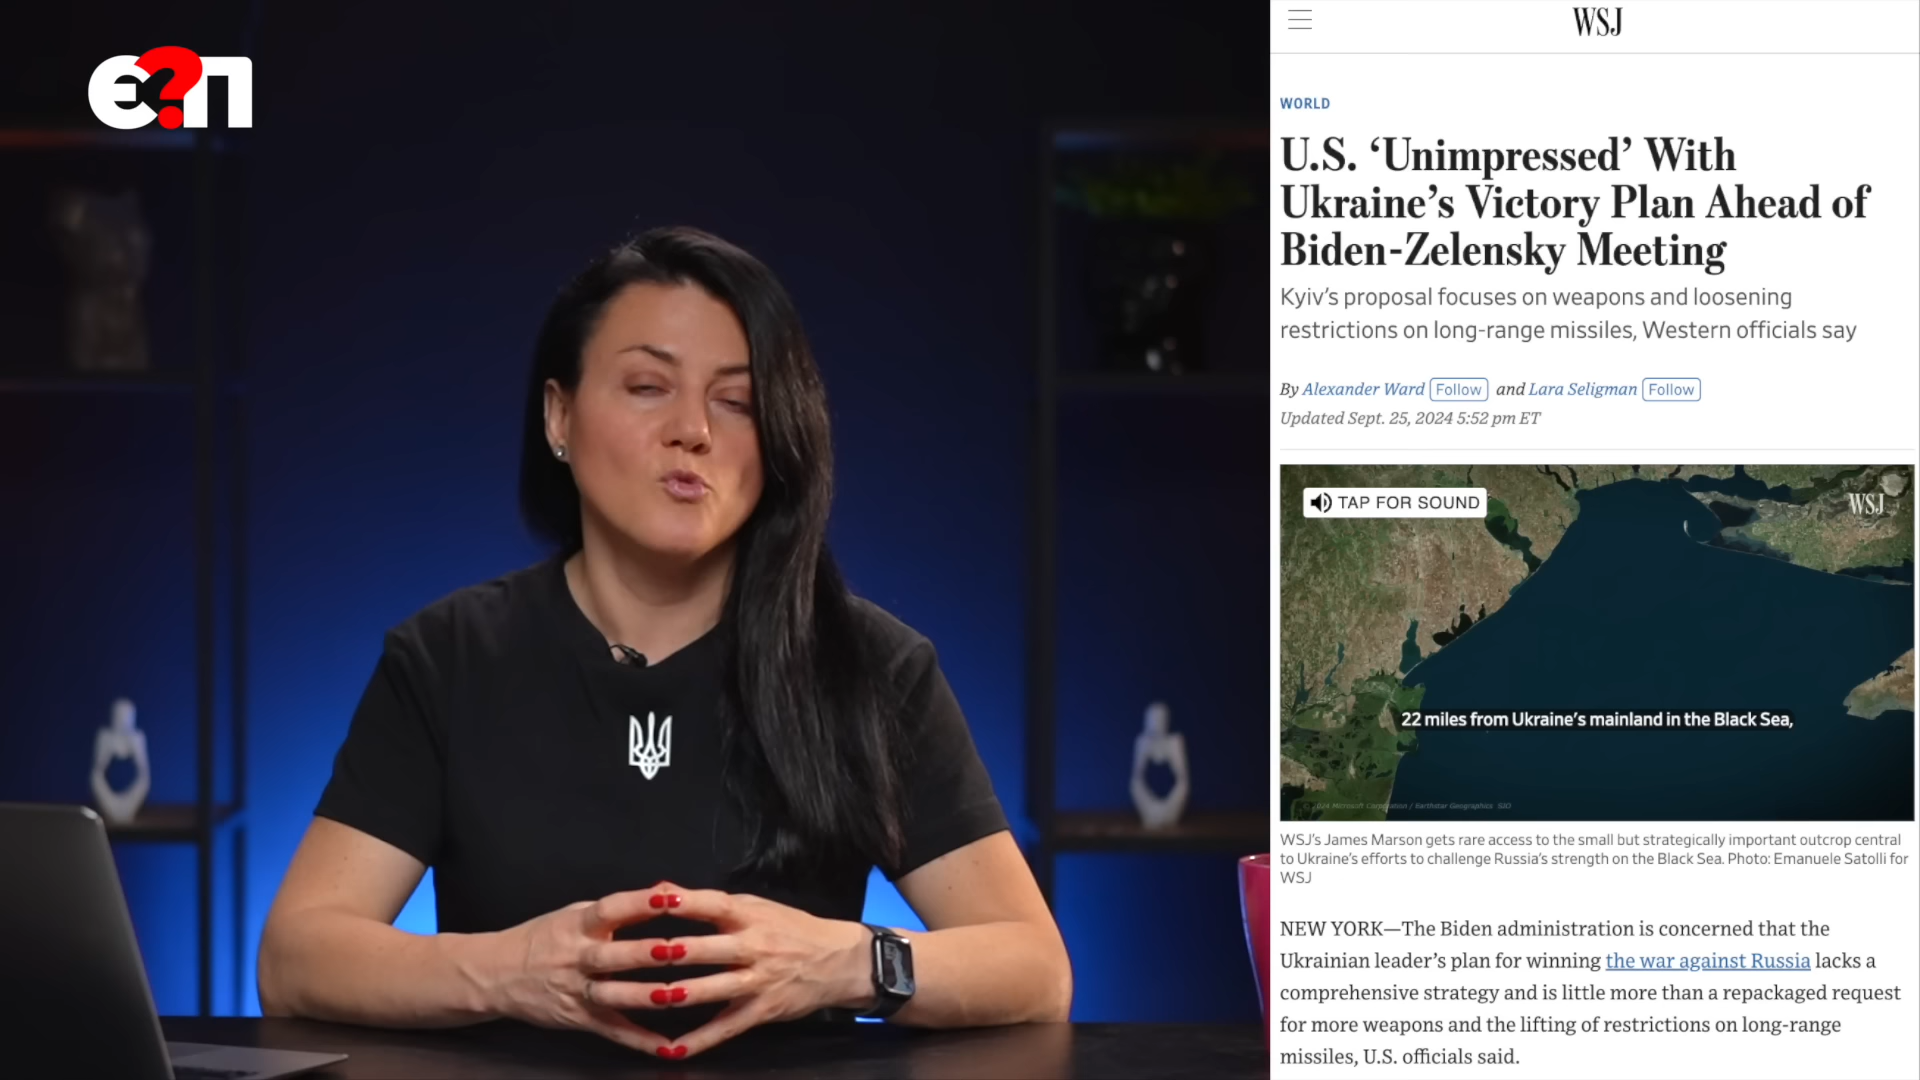 є?п
WSJ
WORLD
U.S. ‘Unimpressed’ With
Ukraine’s Victory Plan Ahead of
Biden-Zelensky Meeting
Kyiv’s proposal focuses on weapons and loosening
restrictions on long-range missiles, Western officials say
By Alexander Ward Follow and Lara Seligman Follow
Updated Sept. 25, 2024 5:52 pm ET
TAP FOR SOUND
WSJ
22 miles from Ukraine’s mainland in the Black Sea,
Microsoft Corporation / Earthstar Geographics SIO
WSJ’s James Marson gets rare access to the small but strategically important outcrop central
to Ukraine’s efforts to challenge Russia’s strength on the Black Sea. Photo: Emanuele Satolli for
WSJ
NEW YORK—The Biden administration is concerned that the
Ukrainian leader’s plan for winning the war against Russia lacks a
comprehensive strategy and is little more than a repackaged request
for more weapons and the lifting of restrictions on long-range
missiles, U.S. officials said.